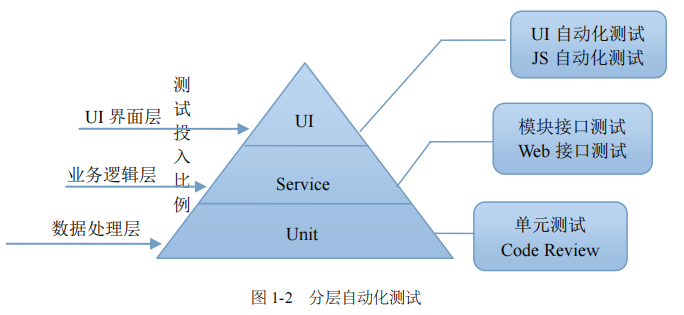 UI 自动化测试
JS 自动化测试
测试投入比例
UI 界面层
UI
模块接口测试
Web 接口测试
业务逻辑层
Service
数据处理层
Unit
单元测试
Code Review
图 1-2 分层自动化测试